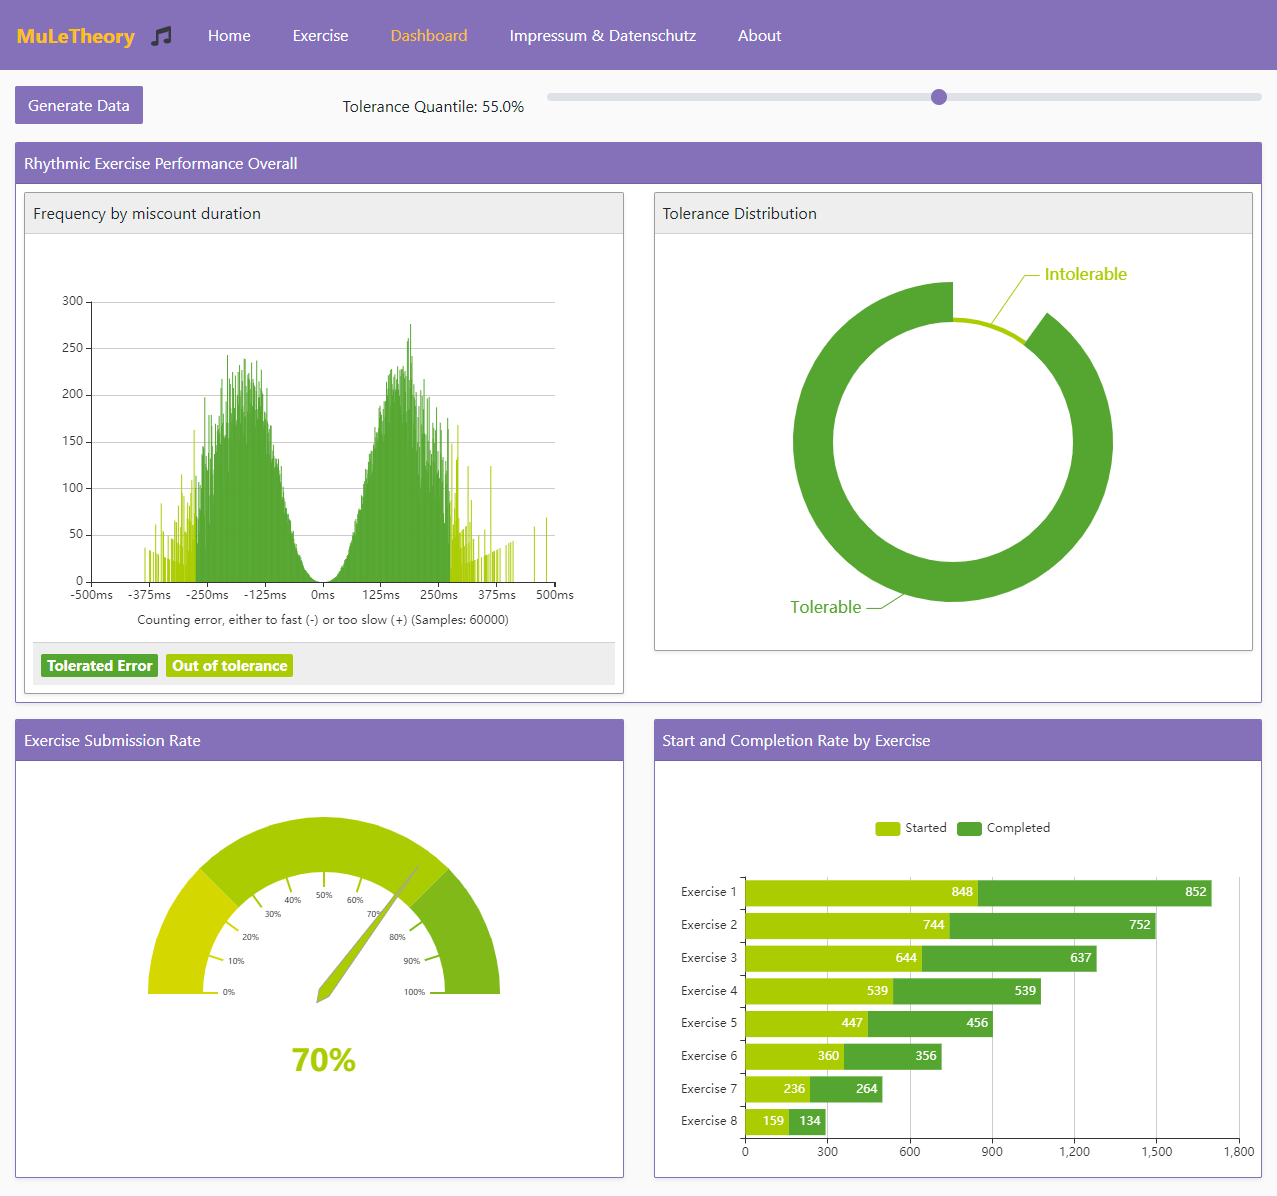 MuLeTheory Home Exercise Dashboard Impressum & Datenschutz About
Generate Data Tolerance Quantile: 55.0%
Rhythmic Exercise Performance Overall
Frequency by miscount duration
300
250
200
150
100
50
0
-500ms -375ms -250ms -125ms 0ms 125ms 250ms 375ms 500ms
Counting error, either to fast (-) or too slow (+) (Samples: 60000)
Tolerated Error Out of tolerance
Tolerance Distribution
Intolerable
Tolerable
Exercise Submission Rate
0%
10%
20%
30%
40%
50%
60%
70%
80%
90%
100%
70%
Start and Completion Rate by Exercise
Started Completed
Exercise 1 848 852
Exercise 2 744 752
Exercise 3 644 637
Exercise 4 539 539
Exercise 5 447 456
Exercise 6 360 356
Exercise 7 236 264
Exercise 8 159 134
0 300 600 900 1,200 1,500 1,800